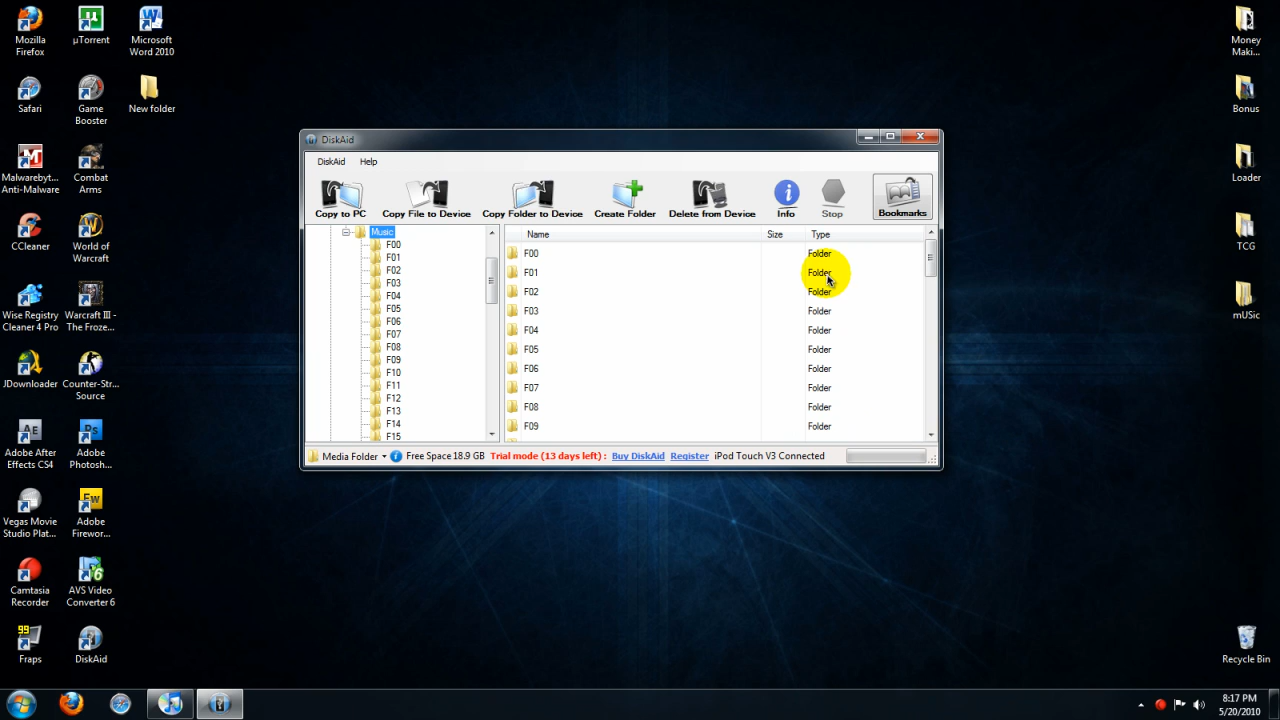 Mozilla
Firefox
µTorrent
Microsoft
Word 2010
Safari
Game
Booster
New folder
Malwarebyt...
Anti-Malware
Combat
Arms
CCleaner
World of
Warcraft
Wise Registry
Cleaner 4 Pro
Warcraft III -
The Froze...
JDownloader
Counter-Str...
Source
Adobe After
Effects CS4
Adobe
Photosh...
Vegas Movie
Studio Plat...
Adobe
Firewor...
Camtasia
Recorder
AVS Video
Converter 6
99
Fraps
DiskAid
DiskAid
DiskAid Help
Copy to PC
Copy File to Device
Copy Folder to Device
Create Folder
Delete from Device
Info
Stop
Bookmarks
Music
F00
F01
F02
F03
F04
F05
F06
F07
F08
F09
F10
F11
F12
F13
F14
F15
Name Size Type
F00 Folder
F01 Folder
F02 Folder
F03 Folder
F04 Folder
F05 Folder
F06 Folder
F07 Folder
F08 Folder
F09 Folder
Media Folder Free Space 18.9 GB Trial mode (13 days left) : Buy DiskAid Register iPod Touch V3 Connected
Money
Maki...
Bonus
Loader
TCG
mUSic
Recycle Bin
8:17 PM
5/20/2010